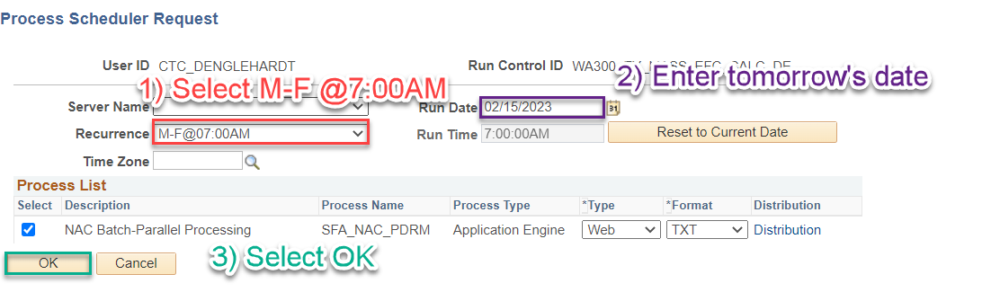 Process Scheduler Request
User ID CTC_DENGLEHARDT Run Control ID
1) Select M-F @7:00AM 2) Enter tomorrow's date
Server Name Run Date 02/15/2023 31
Recurrence M-F@07:00AM Run Time 7:00:00AM Reset to Current Date
Time Zone
Process List
Select Description Process Name Process Type *Type *Format Distribution
NAC Batch-Parallel Processing SFA_NAC_PDRM Application Engine Web TXT Distribution
OK Cancel 3) Select OK